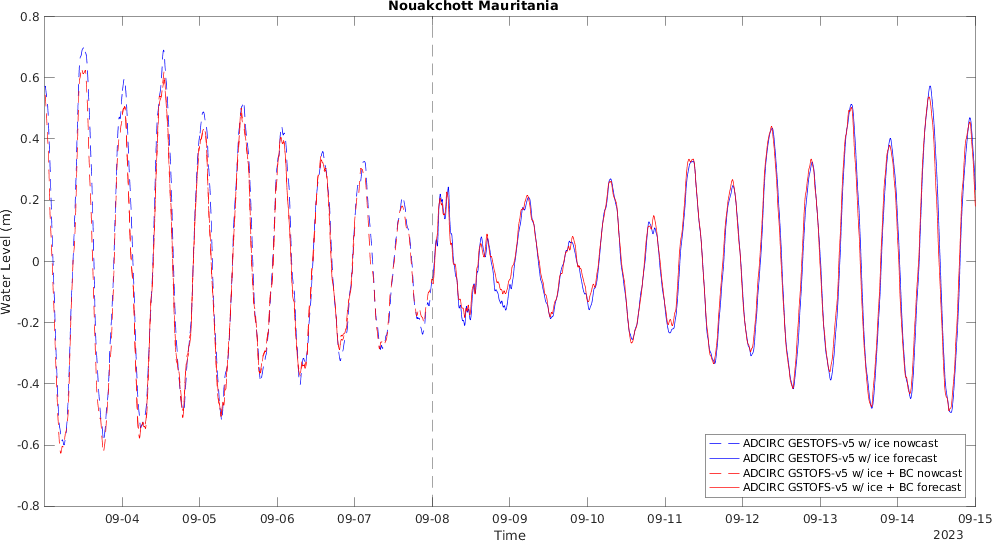 Nouakchott Mauritania
0.8
0.6
0.4
0.2
0
-0.2
-0.4
-0.6
-0.8
Water Level (m)
ADCIRC GESTOFS-v5 w/ ice nowcast
ADCIRC GESTOFS-v5 w/ ice forecast
ADCIRC GSTOFS-v5 w/ ice + BC nowcast
ADCIRC GSTOFS-v5 w/ ice + BC forecast
09-04 09-05 09-06 09-07 09-08 09-09 09-10 09-11 09-12 09-13 09-14 09-15
Time
2023